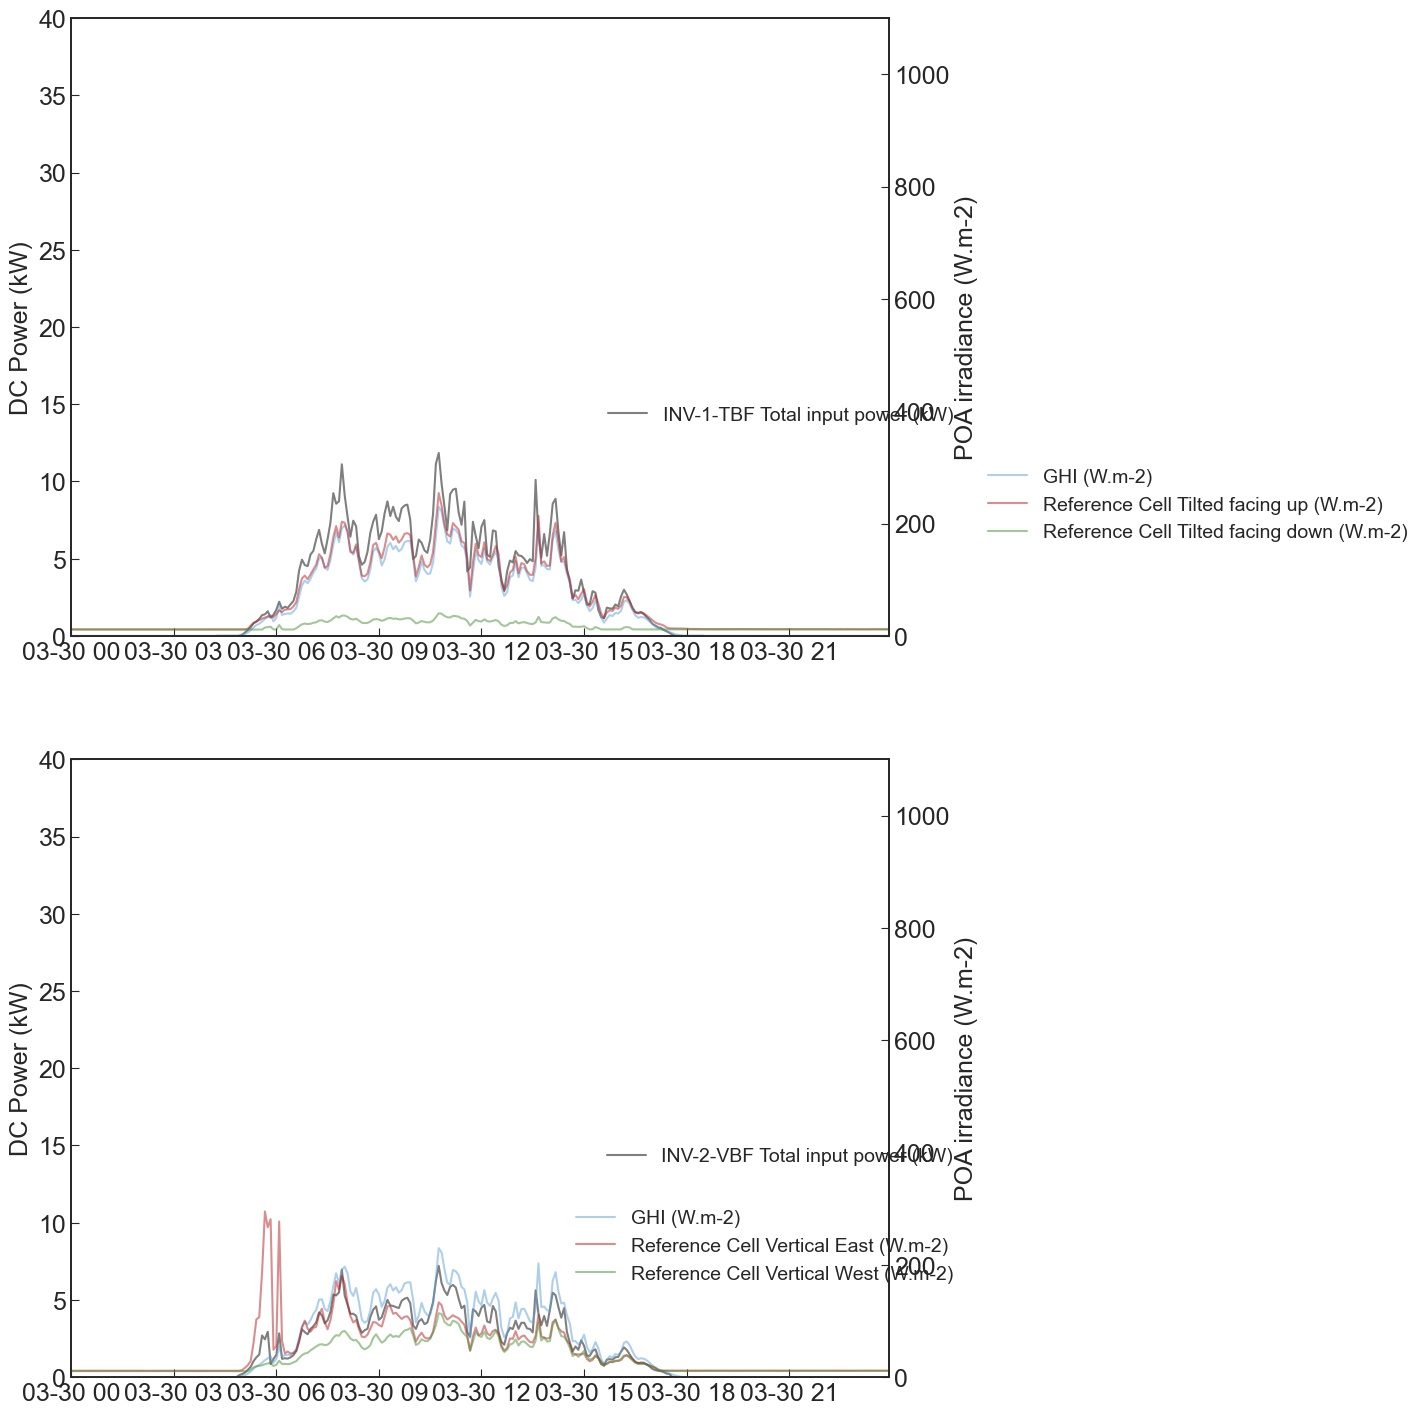 40
35
30
25
20
15
10
5
0
DC Power (kW)
1000
800
600
400
200
0
POA irradiance (W.m-2)
INV-1-TBF Total input power (kW)
GHI (W.m-2)
Reference Cell Tilted facing up (W.m-2)
Reference Cell Tilted facing down (W.m-2)
03-30 00 03-30 03 03-30 06 03-30 09 03-30 12 03-30 15 03-30 18 03-30 21
40
35
30
25
20
15
10
5
0
DC Power (kW)
1000
800
600
400
200
0
POA irradiance (W.m-2)
INV-2-VBF Total input power (kW)
GHI (W.m-2)
Reference Cell Vertical East (W.m-2)
Reference Cell Vertical West (W.m-2)
03-30 00 03-30 03 03-30 06 03-30 09 03-30 12 03-30 15 03-30 18 03-30 21